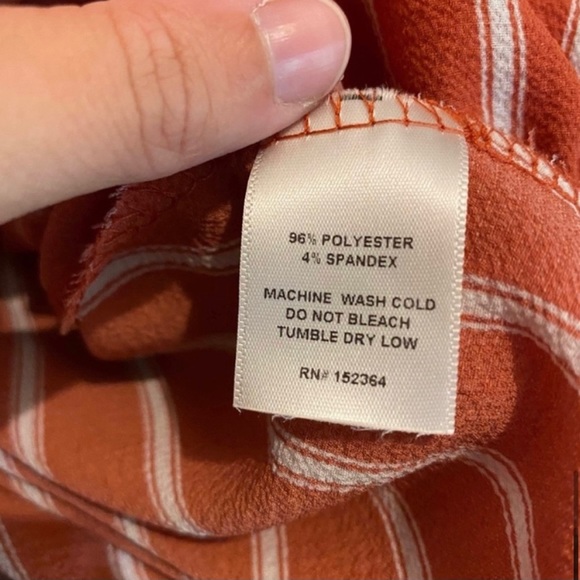 96% POLYESTER
4% SPANDEX
MACHINE WASH COLD
DO NOT BLEACH
TUMBLE DRY LOW
RN# 152364